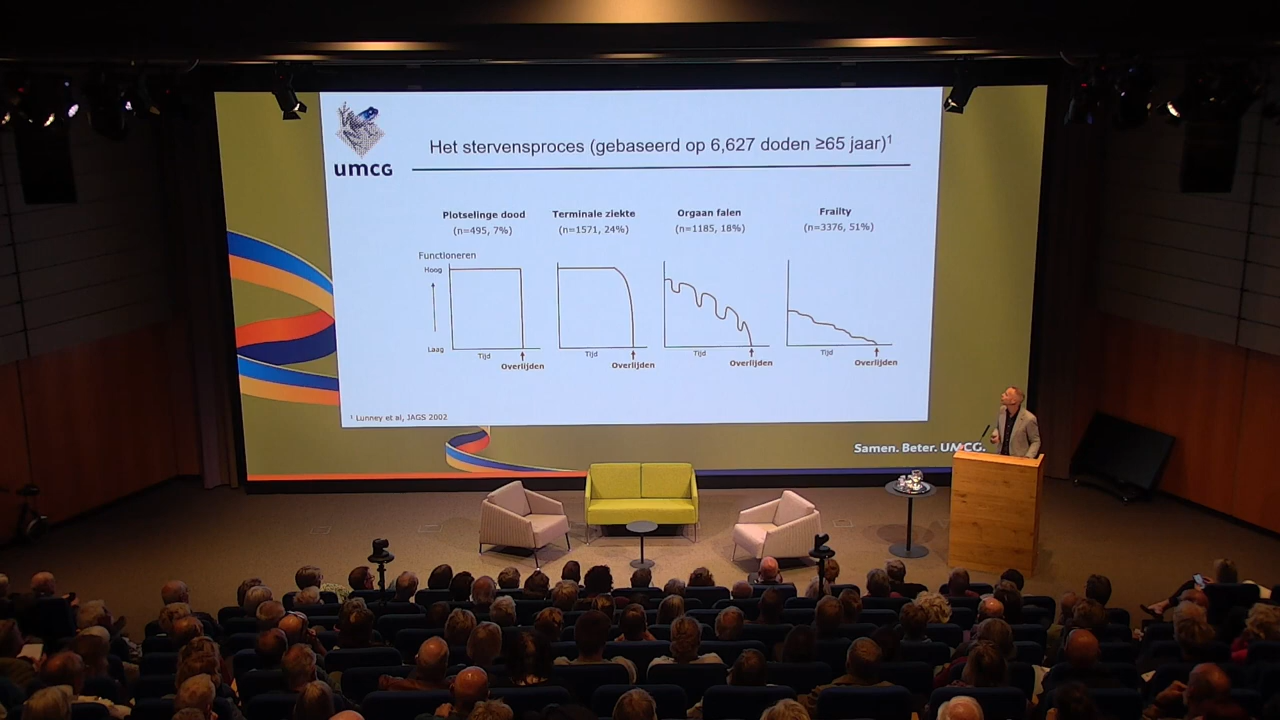 umcg
Het stervensproces (gebaseerd op 6,627 doden ≥65 jaar)¹
Plotselinge dood
(n=495, 7%)
Terminale ziekte
(n=1571, 24%)
Orgaan falen
(n=1185, 18%)
Frailty
(n=3376, 51%)
Functioneren
Hoog
Laag
Tijd
Overlijden
Tijd
Overlijden
Tijd
Overlijden
Tijd
Overlijden
¹ Lunney et al, JAGS 2002
Samen. Beter. UMCG.